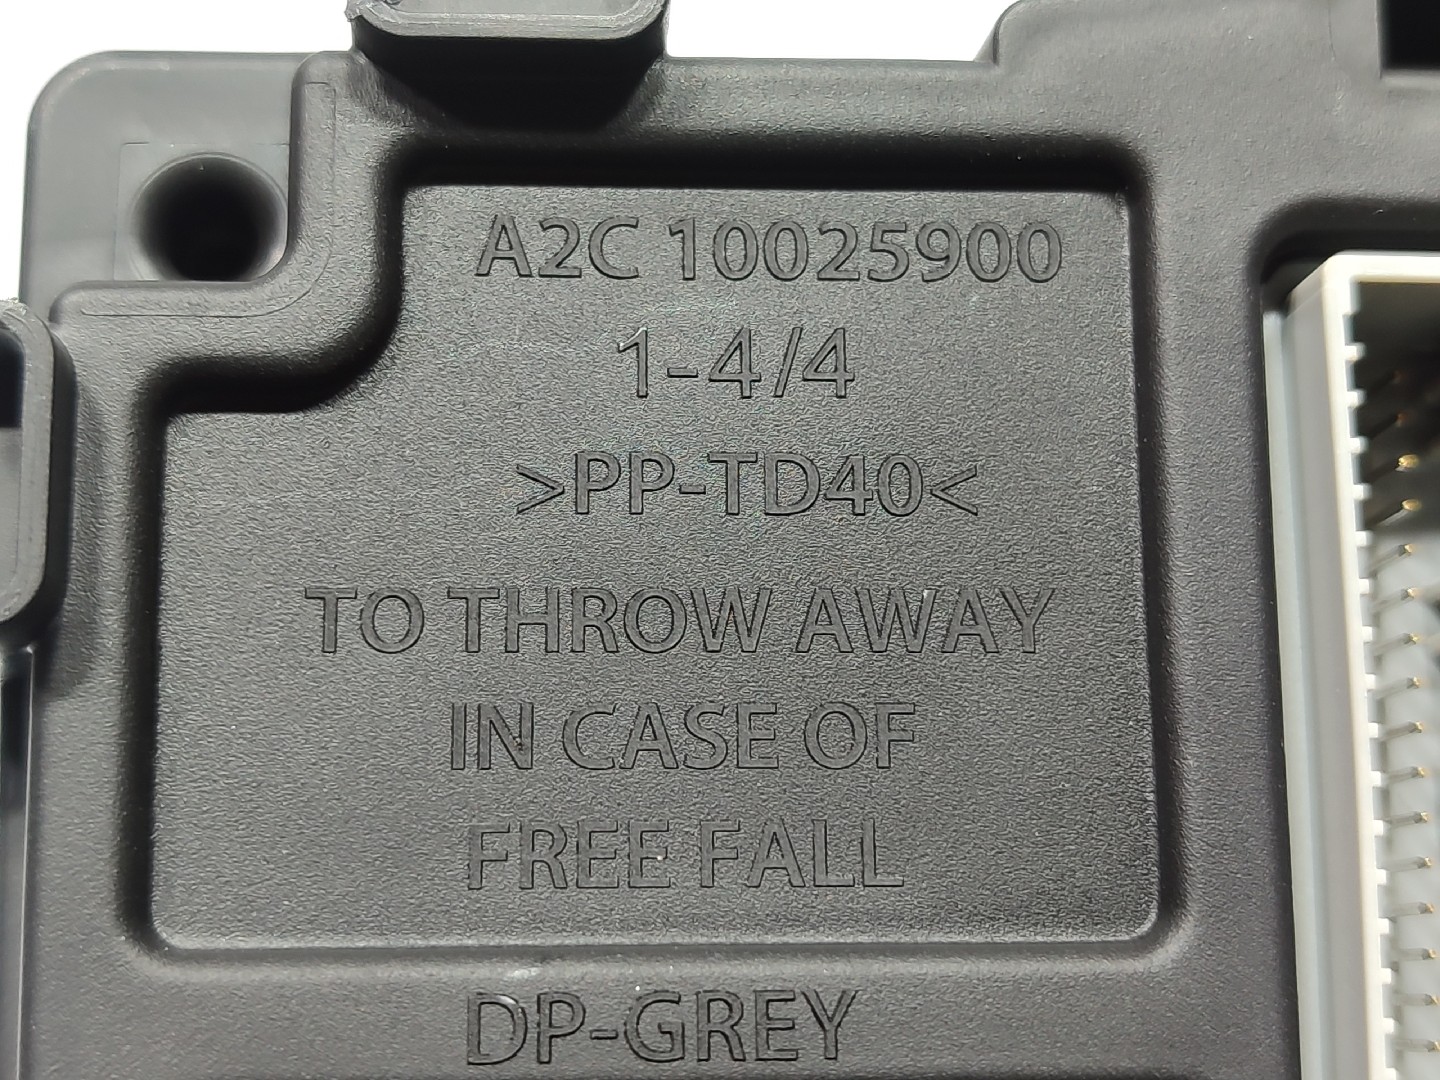 A2C 10025900
1-4/4
>PP-TD40<
TO THROW AWAY
IN CASE OF
FREE FALL
DP-GREY